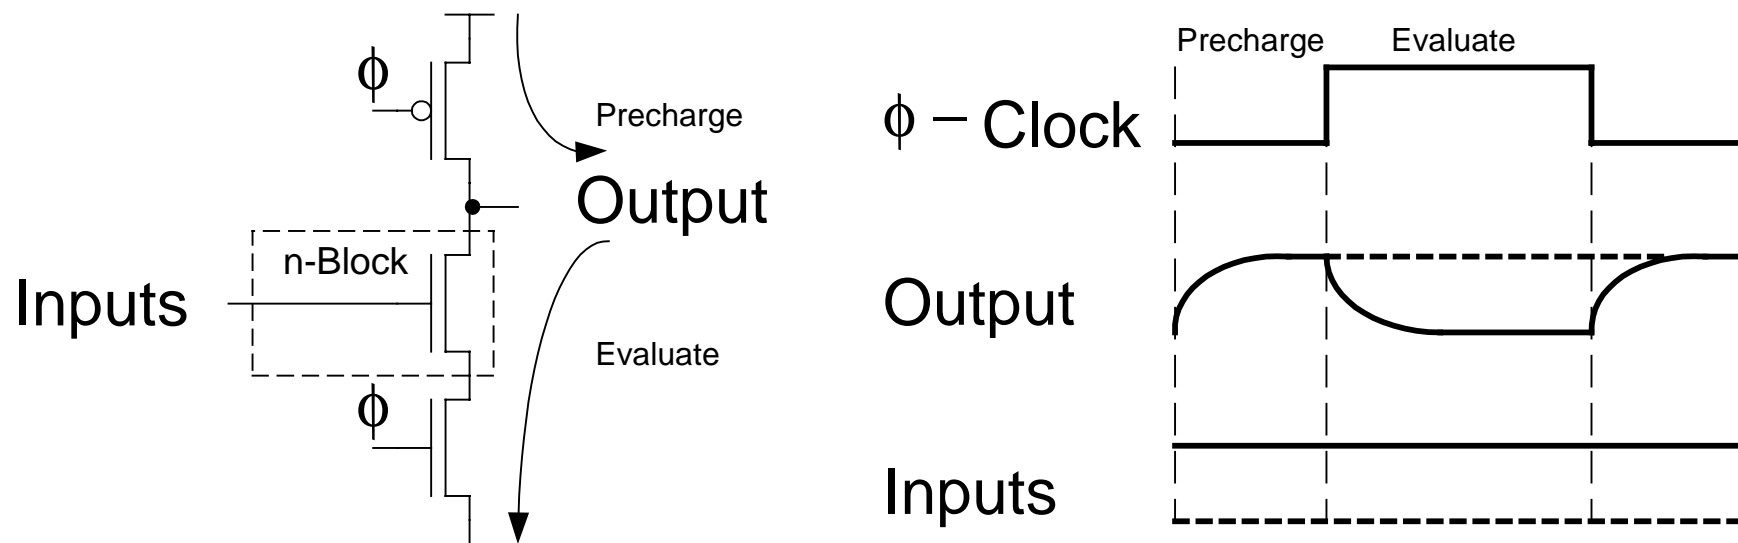 ϕ
Precharge
Output
n-Block
Inputs
Evaluate
ϕ
Precharge
Evaluate
ϕ – Clock
Output
Inputs